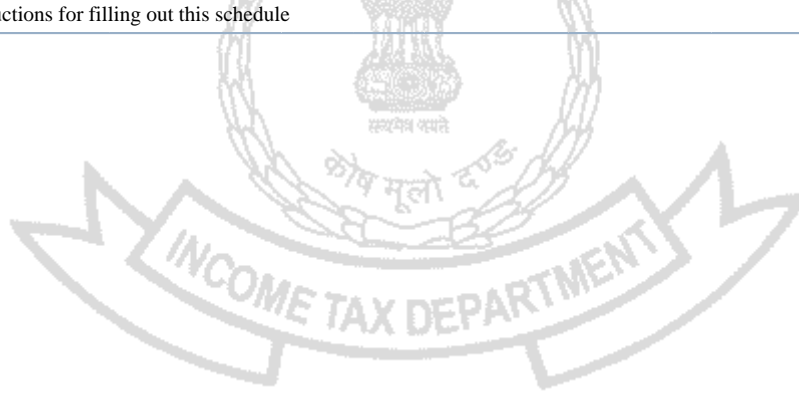 ctions for filling out this schedule
सत्यमेव जयते
कोष मूलो दण्डः
INCOME TAX DEPARTMENT